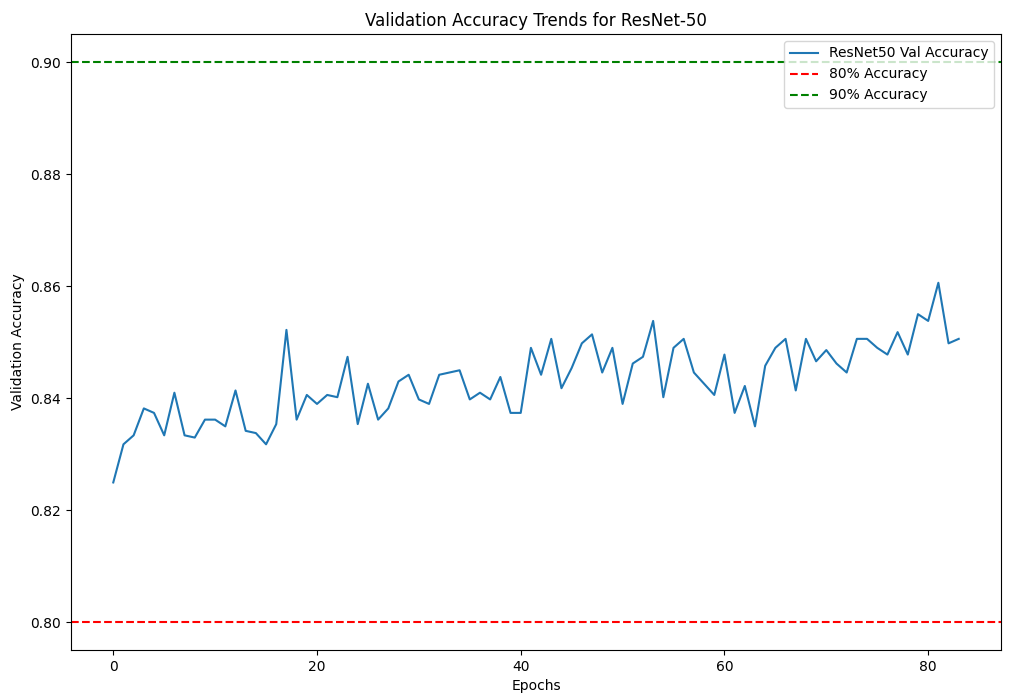 Validation Accuracy Trends for ResNet-50
ResNet50 Val Accuracy
80% Accuracy
90% Accuracy
Validation Accuracy
0.90
0.88
0.86
0.84
0.82
0.80
0 20 40 60 80
Epochs